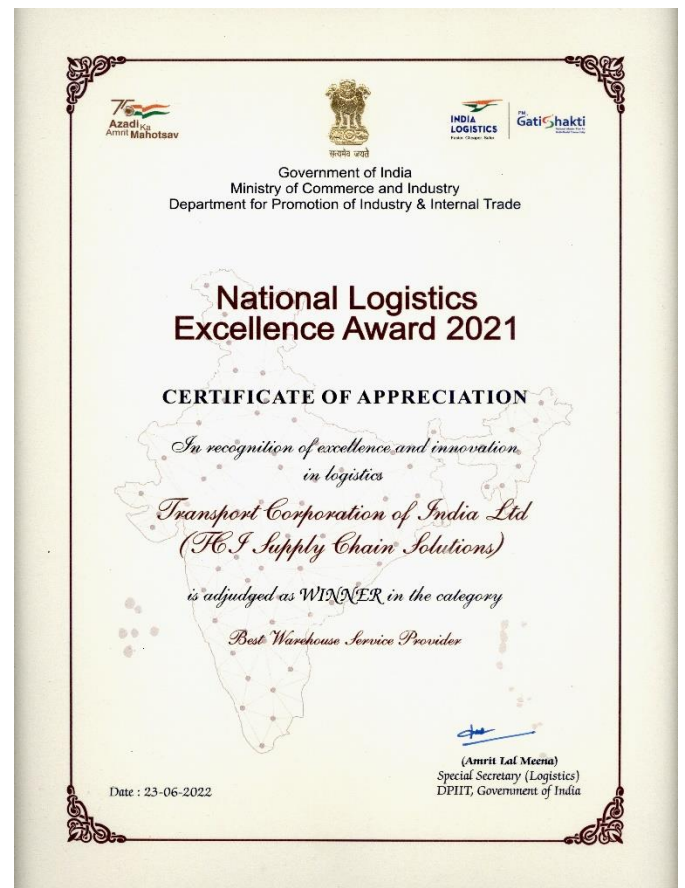 75
Azadi Ka
Amrit Mahotsav
सत्यमेव जयते
INDIA
LOGISTICS
PM
GatiShakti
Government of India
Ministry of Commerce and Industry
Department for Promotion of Industry & Internal Trade
National Logistics
Excellence Award 2021
CERTIFICATE OF APPRECIATION
In recognition of excellence and innovation
in logistics
Transport Corporation of India Ltd
(TCI Supply Chain Solutions)
is adjudged as WINNER in the category
Best Warehouse Service Provider
(Amrit Lal Meena)
Special Secretary (Logistics)
DPIIT, Government of India
Date : 23-06-2022